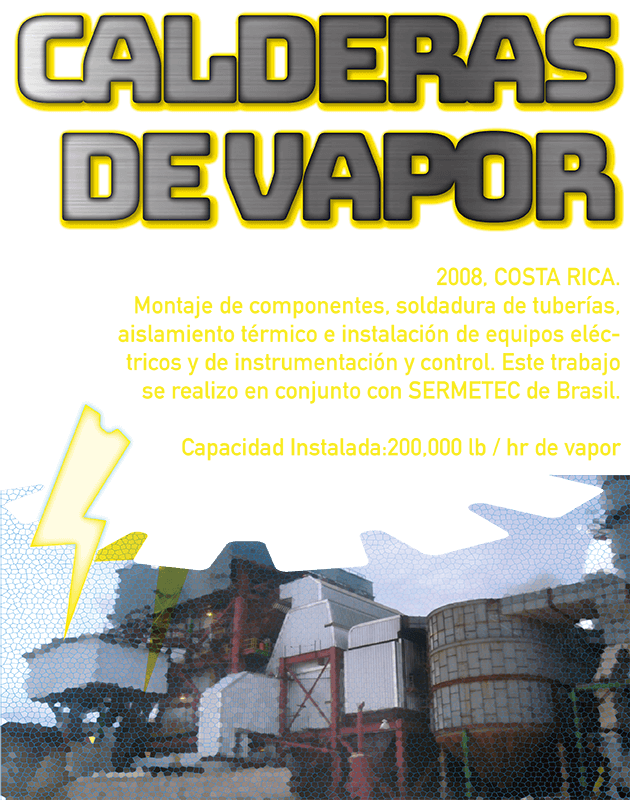 CALDERAS
DE VAPOR
2008, COSTA RICA.
Montaje de componentes, soldadura de tuberías,
aislamiento térmico e instalación de equipos eléc-
tricos y de instrumentación y control. Este trabajo
se realizo en conjunto con SERMETEC de Brasil.
Capacidad Instalada:200,000 lb / hr de vapor